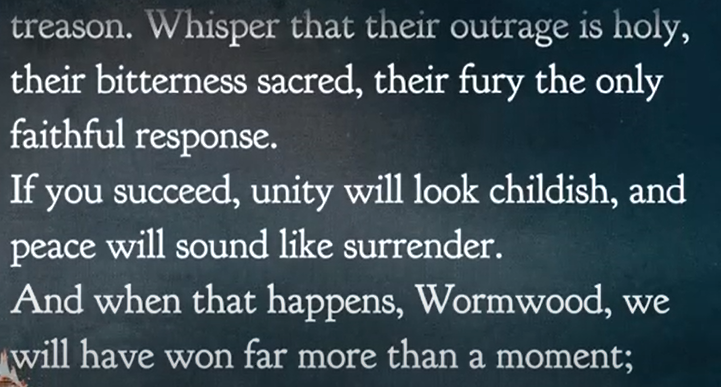 treason. Whisper that their outrage is holy,
their bitterness sacred, their fury the only
faithful response.
If you succeed, unity will look childish, and
peace will sound like surrender.
And when that happens, Wormwood, we
will have won far more than a moment;